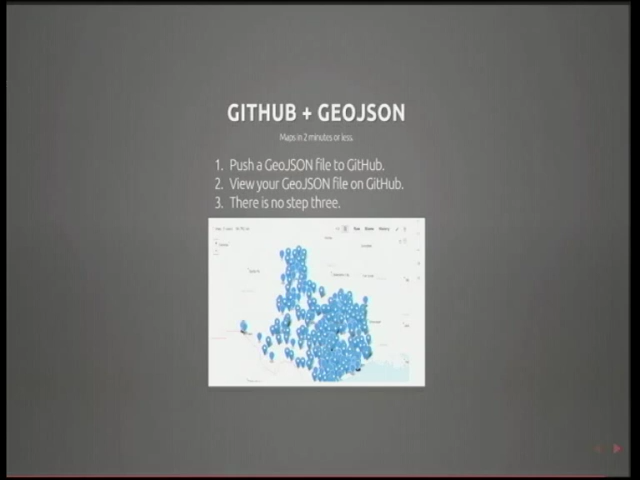 GITHUB + GEOJSON
Maps in 2 minutes or less.
1. Push a GeoJSON file to GitHub.
2. View your GeoJSON file on GitHub.
3. There is no step three.